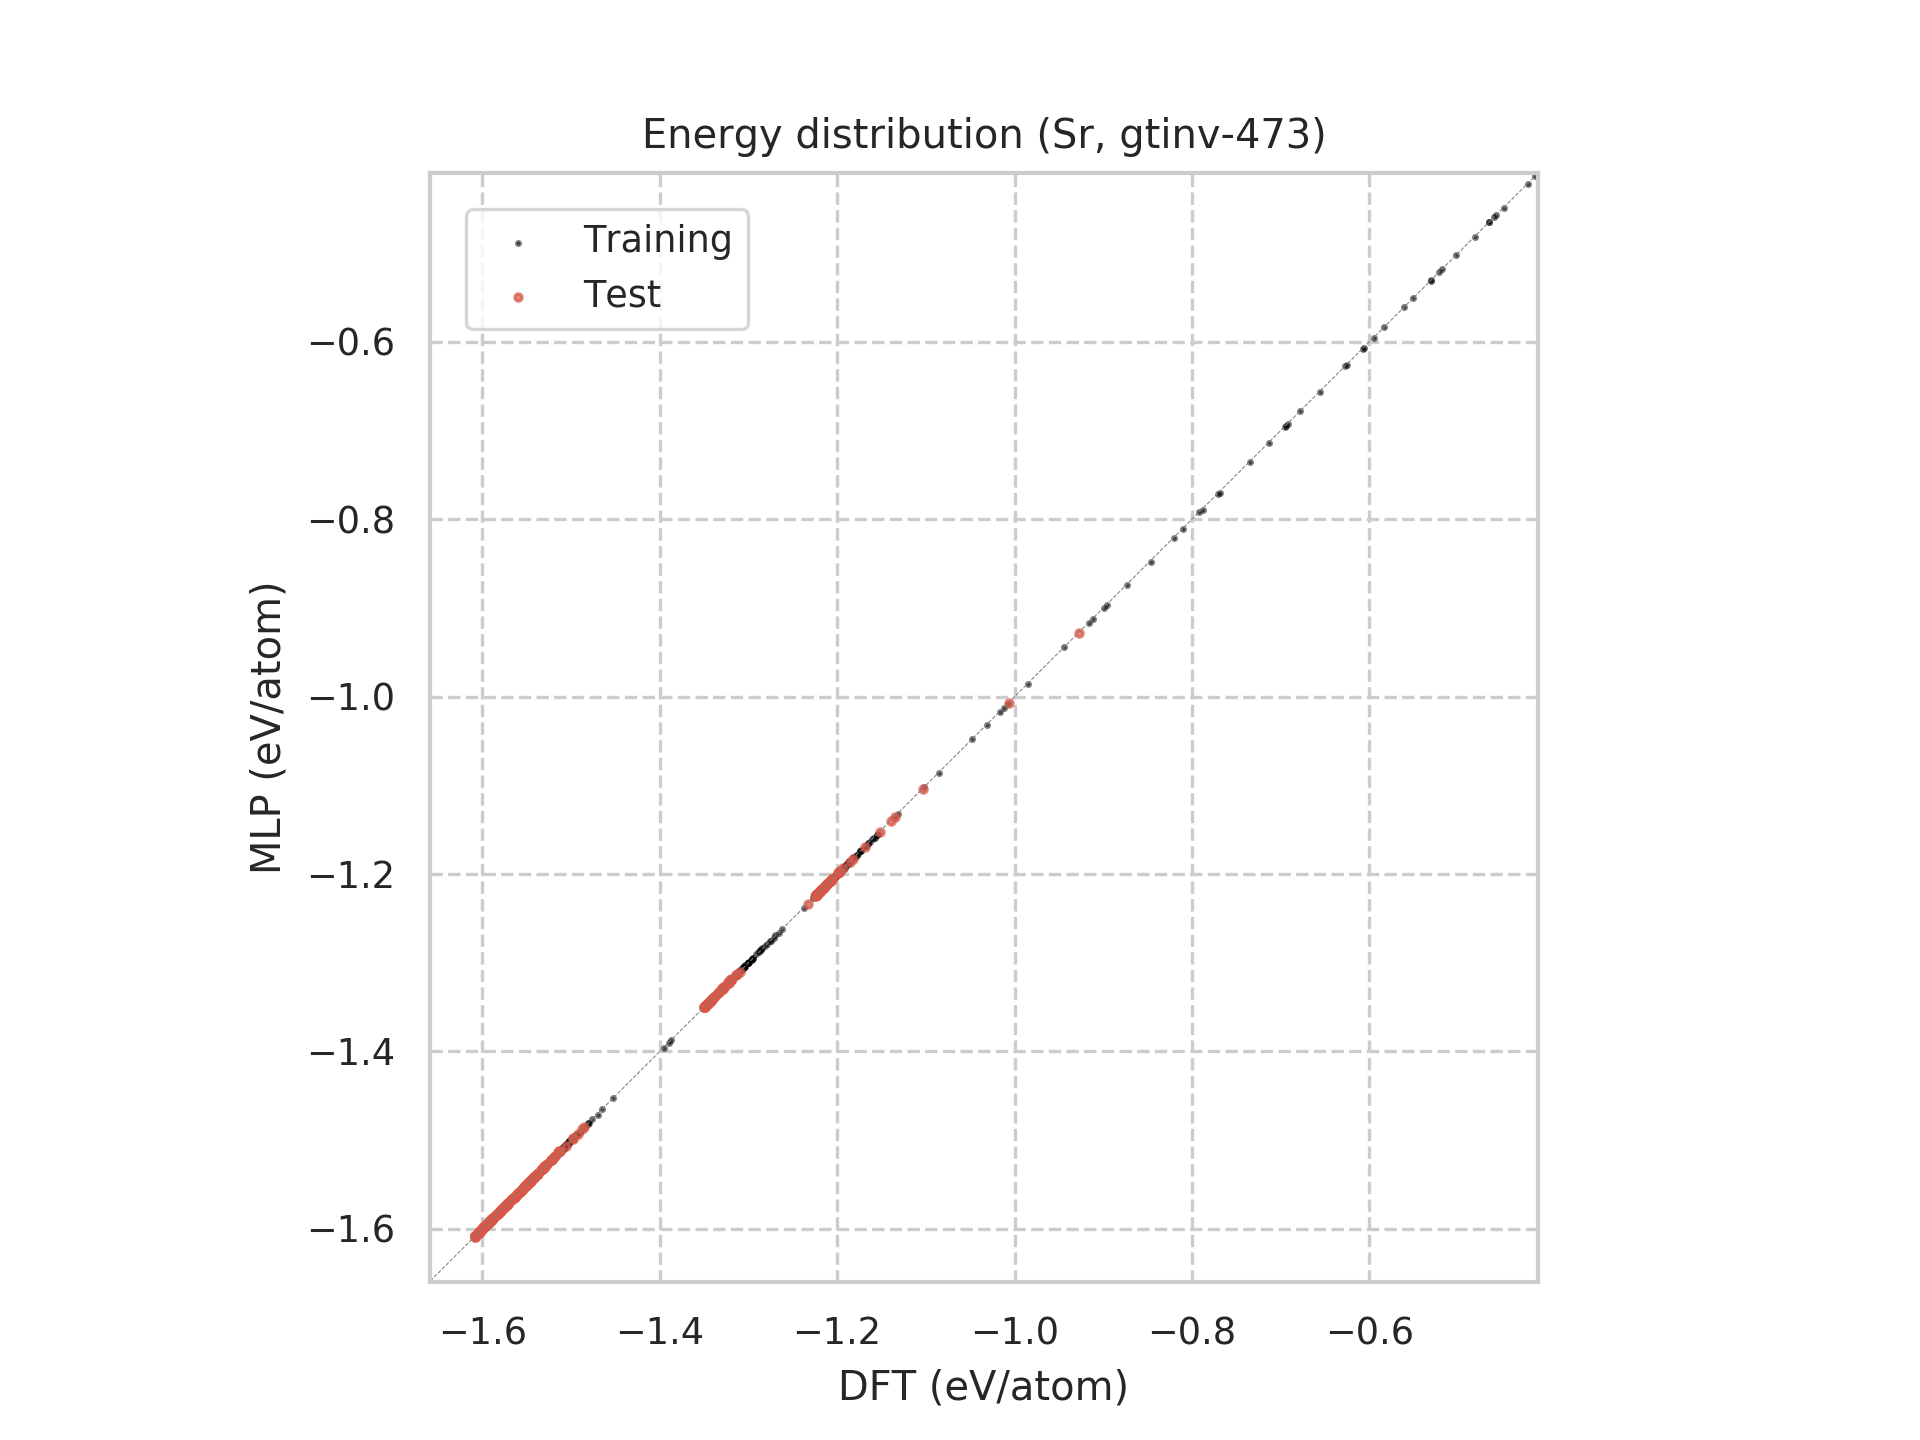 Energy distribution (Sr, gtinv-473)
Training
Test
−0.6
−0.8
−1.0
−1.2
−1.4
−1.6
MLP (eV/atom)
−1.6 −1.4 −1.2 −1.0 −0.8 −0.6
DFT (eV/atom)